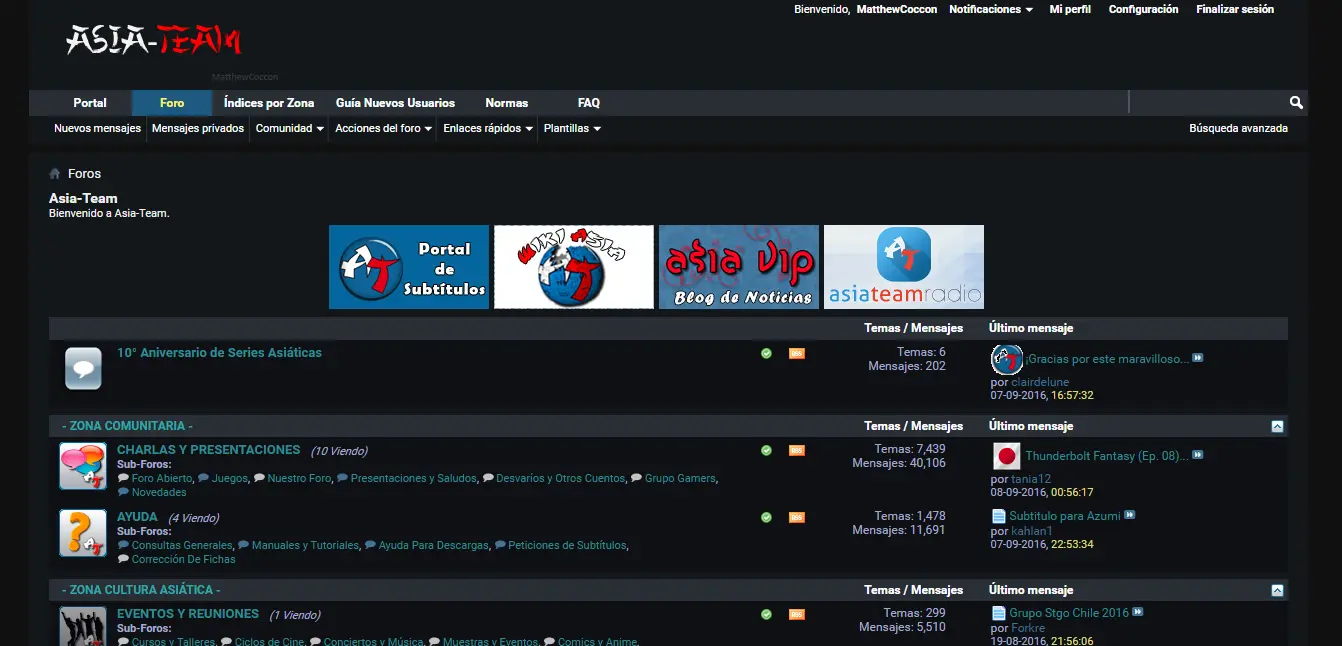 Bienvenido, MatthewCoccon Notificaciones Mi perfil Configuración Finalizar sesión
ASIA-TEAM
MatthewCoccon
Portal Foro Índices por Zona Guía Nuevos Usuarios Normas FAQ
Nuevos mensajes Mensajes privados Comunidad Acciones del foro Enlaces rápidos Plantillas Búsqueda avanzada
Foros
Asia-Team
Bienvenido a Asia-Team.
AT Portal de Subtítulos
WIKI ASIA AT
asia vip
Blog de Noticias
AT
asiateamradio
Temas / Mensajes Último mensaje
10° Aniversario de Series Asiáticas RSS Temas: 6 ¡Gracias por este maravilloso...
Mensajes: 202 por clairdelune
07-09-2016, 16:57:32
- ZONA COMUNITARIA - Temas / Mensajes Último mensaje
CHARLAS Y PRESENTACIONES (10 Viendo) RSS Temas: 7,439 Thunderbolt Fantasy (Ep. 08)...
Sub-Foros: Mensajes: 40,106
Foro Abierto, Juegos, Nuestro Foro, Presentaciones y Saludos, Desvaríos y Otros Cuentos, Grupo Gamers, por tania12
Novedades 08-09-2016, 00:56:17
AYUDA (4 Viendo) RSS Temas: 1,478 Subtitulo para Azumi
Sub-Foros: Mensajes: 11,691 por kahlan1
Consultas Generales, Manuales y Tutoriales, Ayuda Para Descargas, Peticiones de Subtítulos, 07-09-2016, 22:53:34
Corrección De Fichas
- ZONA CULTURA ASIÁTICA - Temas / Mensajes Último mensaje
EVENTOS Y REUNIONES (1 Viendo) RSS Temas: 299 Grupo Stgo Chile 2016
Sub-Foros: Mensajes: 5,510 por Forkre
Cursos y Talleres, Ciclos de Cine, Conciertos y Música, Muestras y Eventos, Comics y Anime, 19-08-2016, 21:56:06